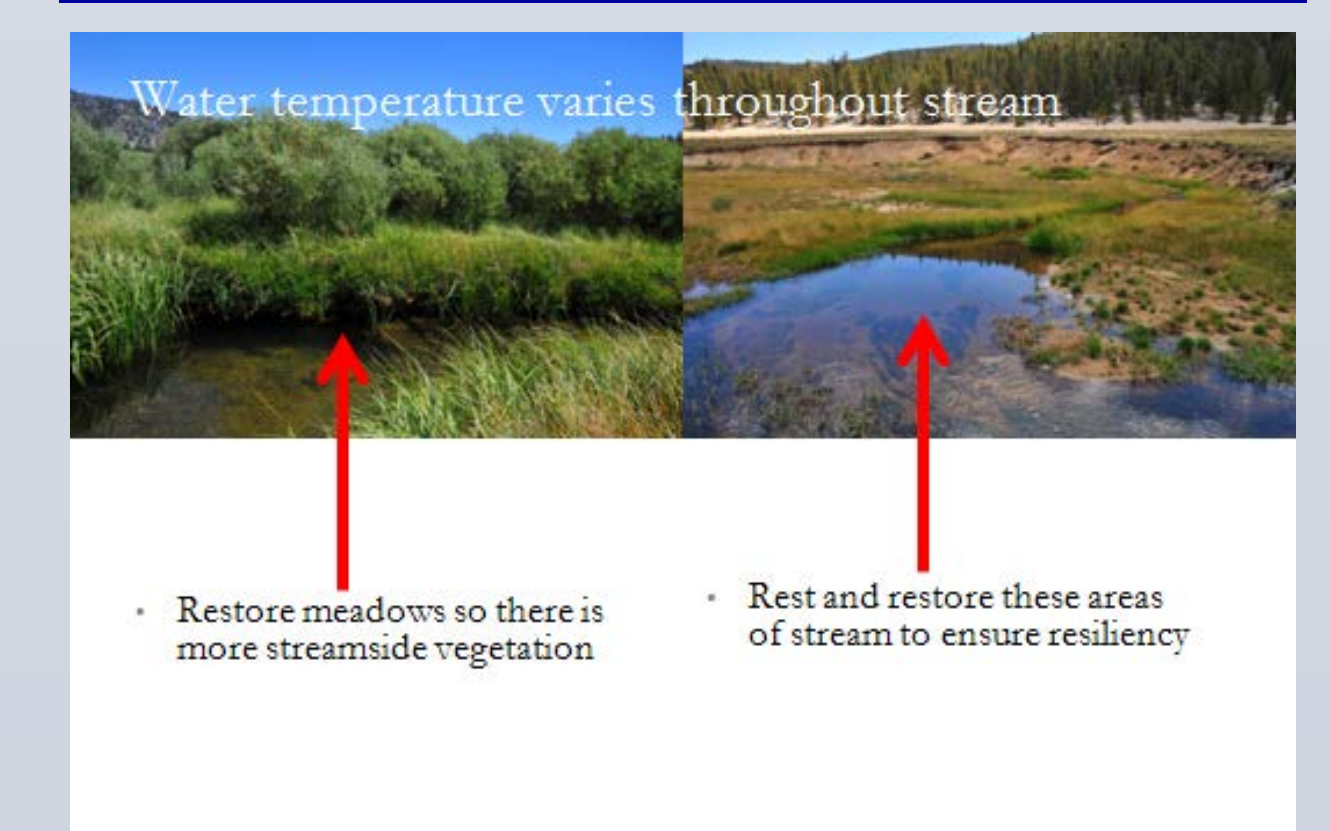 Water temperature varies throughout stream
• Restore meadows so there is
more streamside vegetation
• Rest and restore these areas
of stream to ensure resiliency